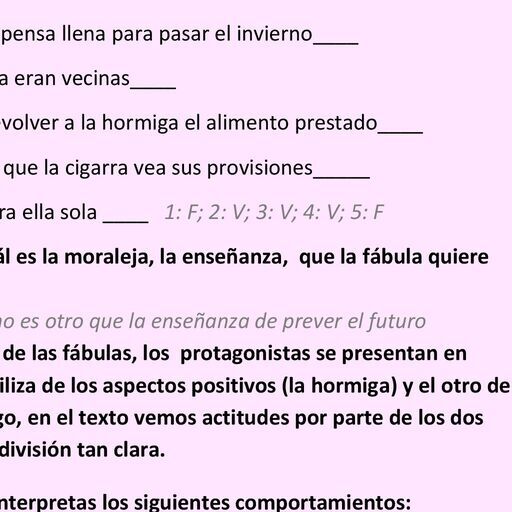 pensa llena para pasar el invierno____
a eran vecinas____
volver a la hormiga el alimento prestado____
que la cigarra vea sus provisiones_____
ra ella sola ____ 1: F; 2: V; 3: V; 4: V; 5: F
ál es la moraleja, la enseñanza, que la fábula quiere
no es otro que la enseñanza de prever el futuro
de las fábulas, los protagonistas se presentan en
iliza de los aspectos positivos (la hormiga) y el otro de
go, en el texto vemos actitudes por parte de los dos
división tan clara.
nterpretas los siguientes comportamientos: